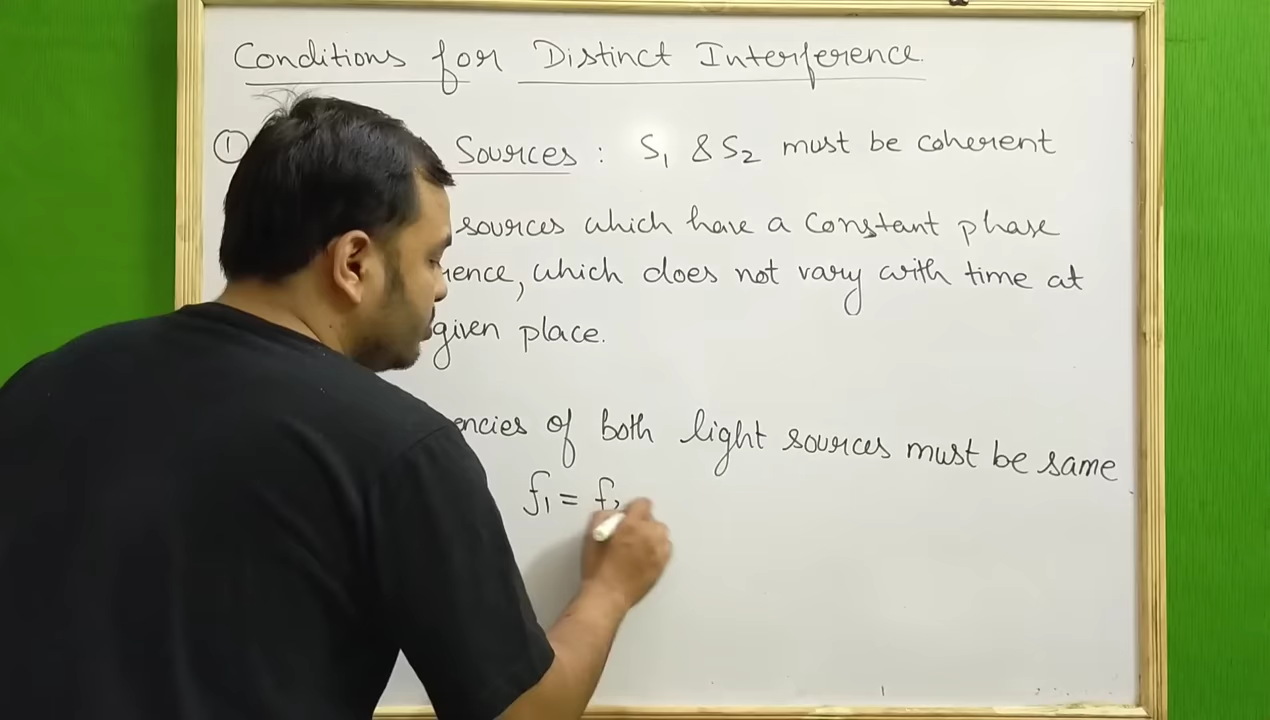 Conditions for Distinct Interference.
① Sources : S₁ & S₂ must be coherent
sources which have a constant phase
ence, which does not vary with time at
given place.
encies of both light sources must be same
f₁ = f₂